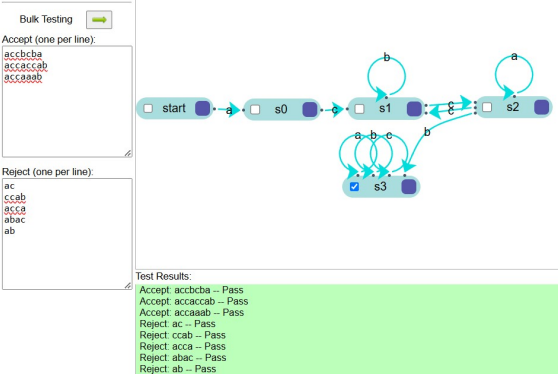 Bulk Testing
Accept (one per line):
accbcba
accaccab
accaaab
Reject (one per line):
ac
ccab
acca
abac
ab
b
a
start
a
s0
c
s1
c
c
s2
b
a
b
c
s3
Test Results:
Accept: accbcba -- Pass
Accept: accaccab -- Pass
Accept: accaaab -- Pass
Reject: ac -- Pass
Reject: ccab -- Pass
Reject: acca -- Pass
Reject: abac -- Pass
Reject: ab -- Pass